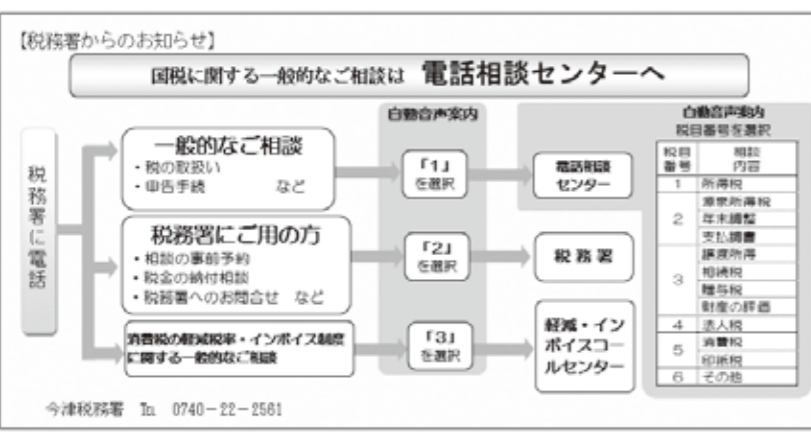 【税務署からのお知らせ】
国税に関する一般的なご相談は 電話相談センターへ
税務署に電話
一般的なご相談
・税の取扱い
・申告手続 など
税務署にご用の方
・相談の事前予約
・税金の納付相談
・税務署へのお問合せ など
消費税の軽減税率・インボイス制度
に関する一般的なご相談
自動音声案内
「1」
を選択
「2」
を選択
「3」
を選択
電話相談
センター
税務署
軽減・イン
ボイスコー
ルセンター
自動音声案内
税目番号を選択
税目
番号
相談
内容
1 所得税
2
源泉所得税
年末調整
支払調書
3
譲渡所得
相続税
贈与税
財産の評価
4 法人税
5
消費税
印紙税
6 その他
今津税務署 ℡ 0740-22-2561